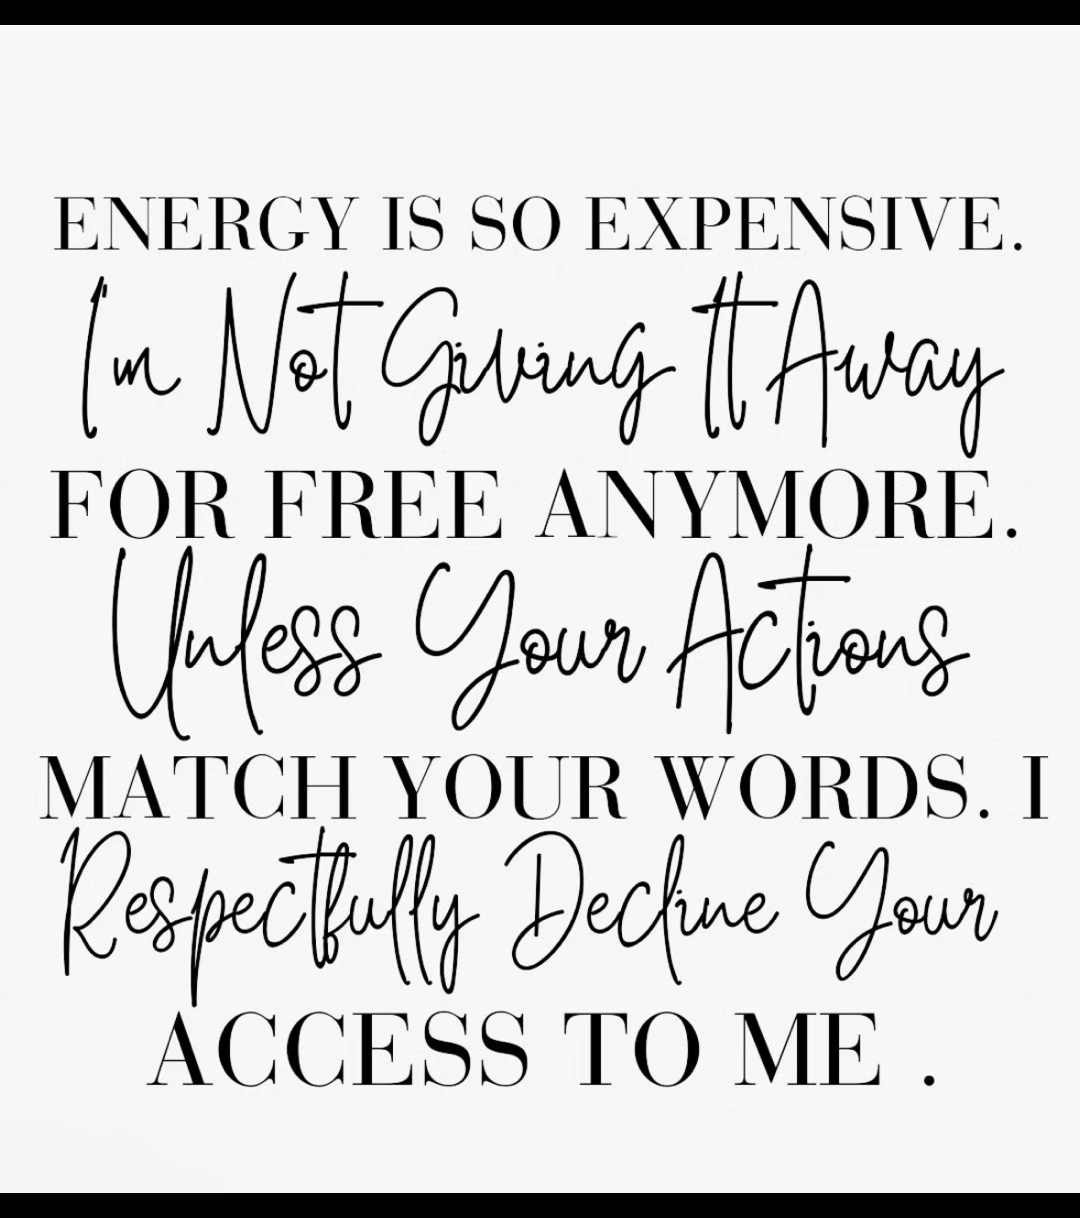 ENERGY IS SO EXPENSIVE.
I'm Not Giving It Away
FOR FREE ANYMORE.
Unless Your Actions
MATCH YOUR WORDS. I
Respectfully Decline Your
ACCESS TO ME .